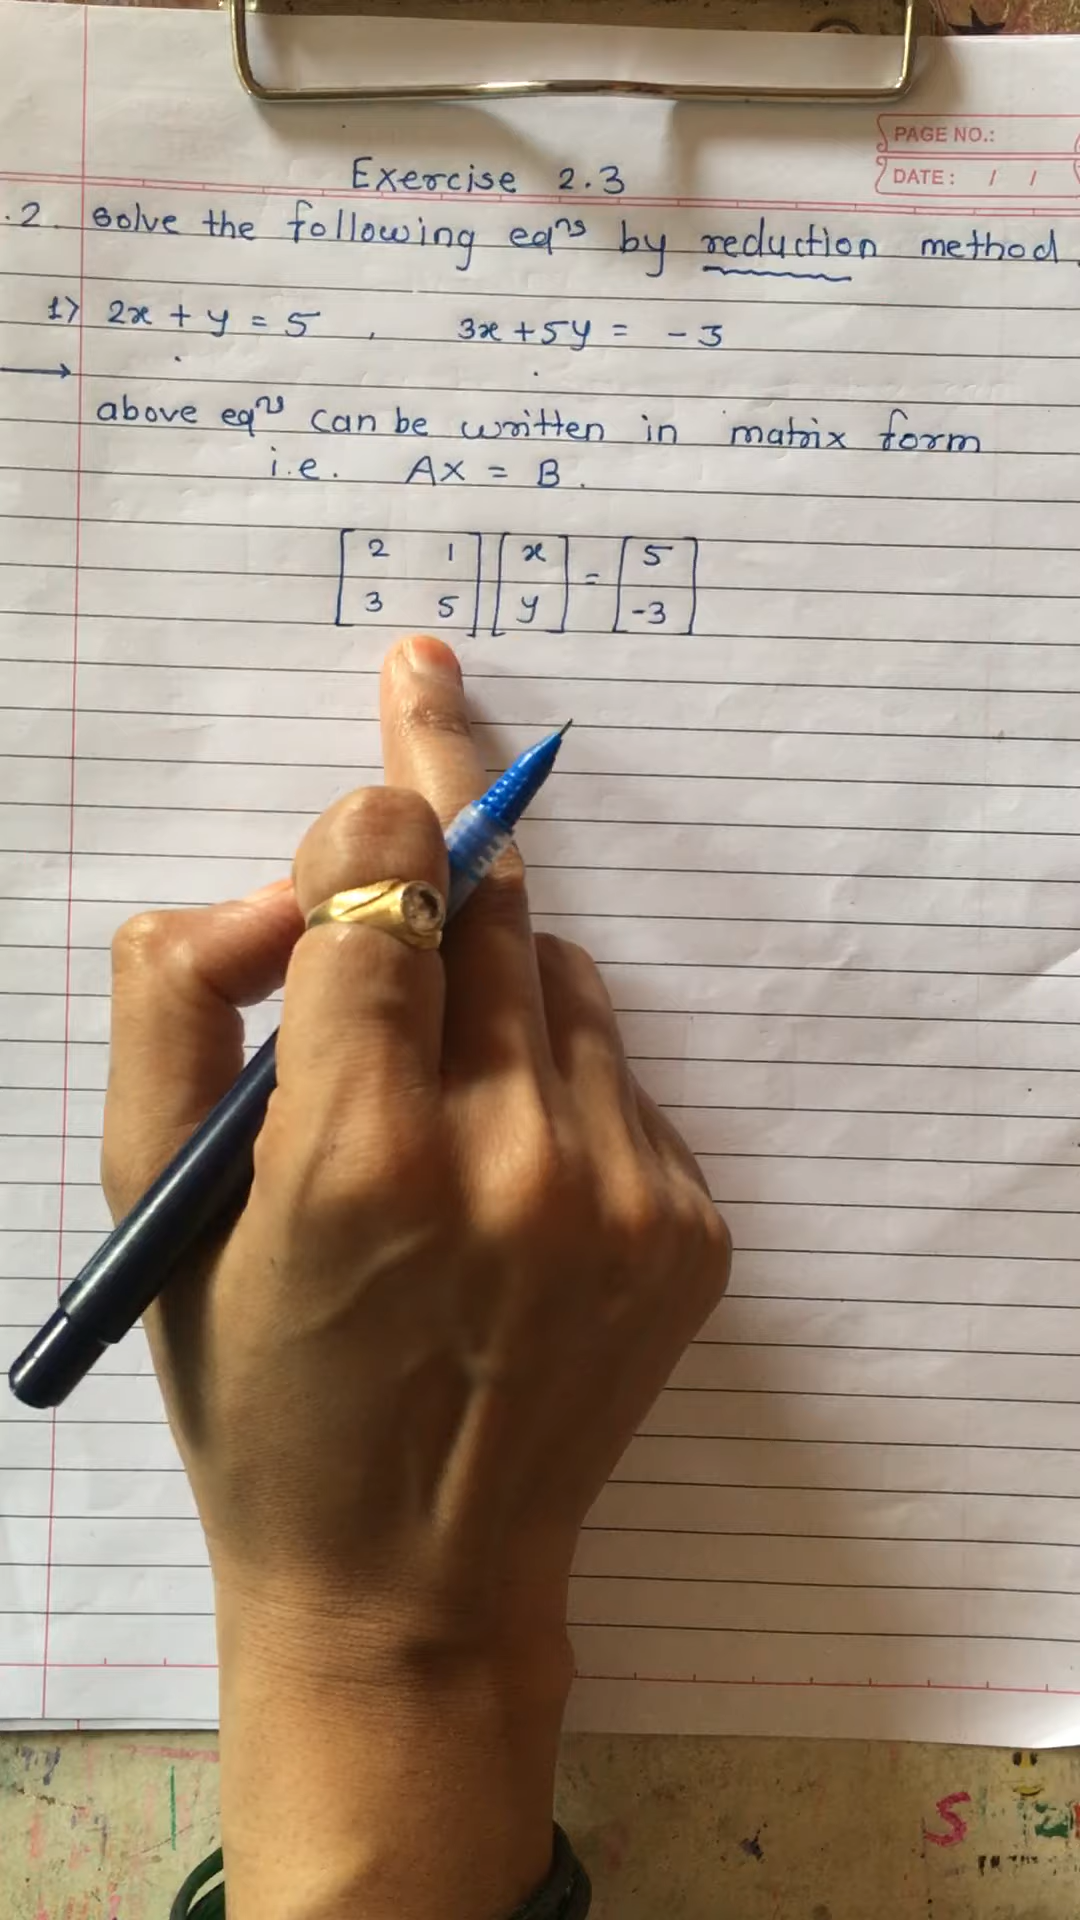 PAGE NO.:
DATE: / /
Exercise 2.3
.2. solve the following eqⁿˢ by reduction method.
1) 2x + y = 5 , 3x + 5y = -3
→
above eqⁿˢ can be written in matrix form
i.e. AX = B.
[2 1] [x] = [5]
[3 5] [y] [-3]
S